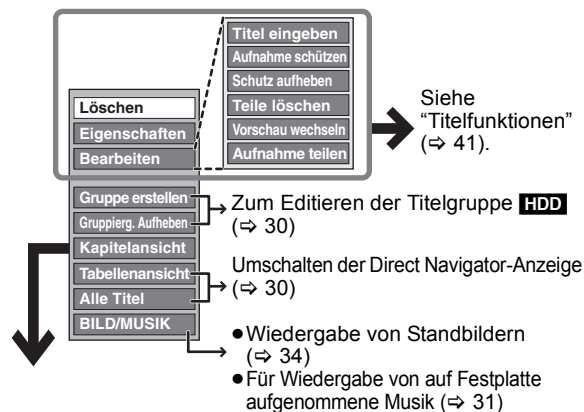 Titel eingeben
Aufnahme schützen
Schutz aufheben
Teile löschen
Vorschau wechseln
Aufnahme teilen
Siehe
“Titelfunktionen”
(⇨ 41).
Löschen
Eigenschaften
Bearbeiten
Gruppe erstellen
Gruppierg. Aufheben
Kapitelansicht
Tabellenansicht
Alle Titel
BILD/MUSIK
Zum Editieren der Titelgruppe HDD
(⇨ 30)
Umschalten der Direct Navigator-Anzeige
(⇨ 30)
●Wiedergabe von Standbildern
(⇨ 34)
●Für Wiedergabe von auf Festplatte
aufgenommene Musik (⇨ 31)